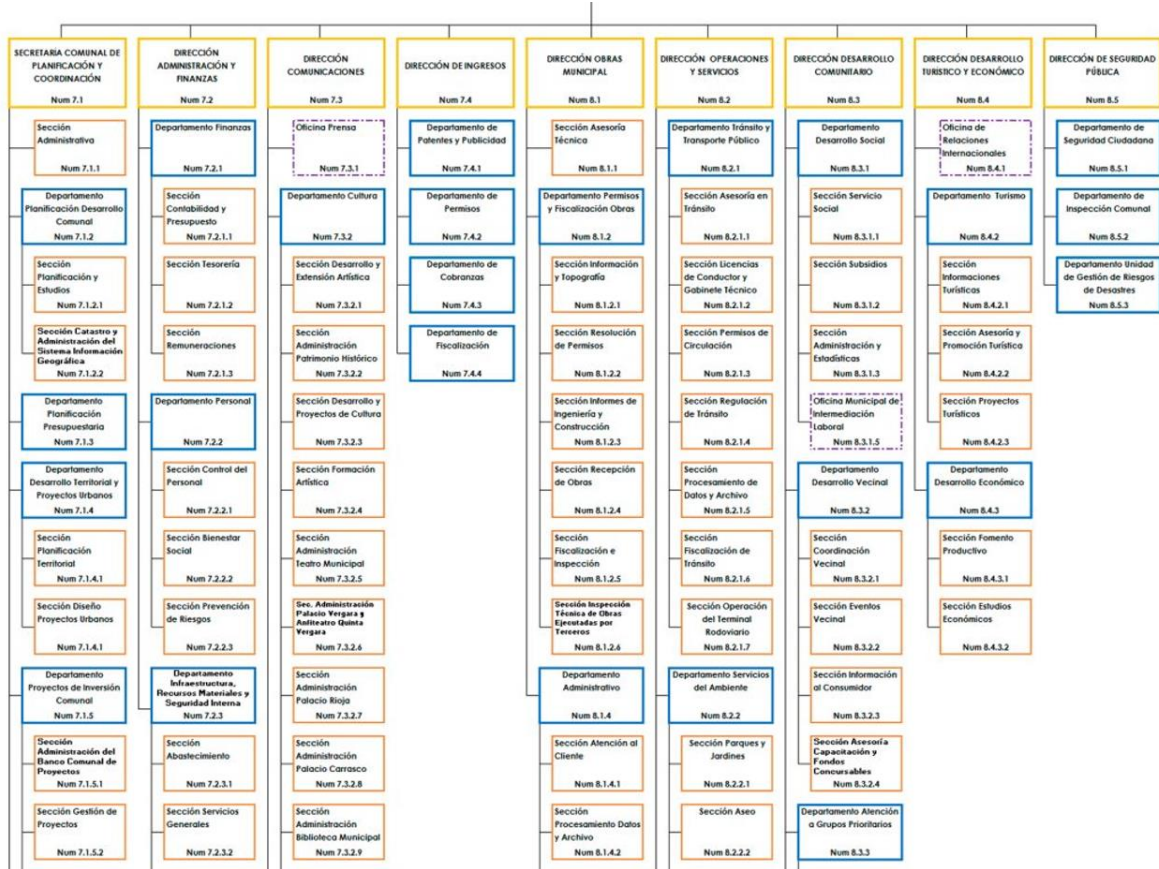 SECRETARÍA COMUNAL DE
PLANIFICACIÓN Y
COORDINACIÓN
Num 7.1
Sección
Administrativa
Num 7.1.1
Departamento
Planificación Desarrollo
Comunal
Num 7.1.2
Sección
Planificación y
Estudios
Num 7.1.2.1
Sección Catastro y
Administración del
Sistema Información
Geográfica
Num 7.1.2.2
Departamento
Planificación
Presupuestaria
Num 7.1.3
Departamento
Desarrollo Territorial y
Proyectos Urbanos
Num 7.1.4
Sección
Planificación
Territorial
Num 7.1.4.1
Sección Diseño
Proyectos Urbanos
Num 7.1.4.1
Departamento
Proyectos de Inversión
Comunal
Num 7.1.5
Sección
Administración del
Banco Comunal de
Proyectos
Num 7.1.5.1
Sección Gestión de
Proyectos
Num 7.1.5.2
DIRECCIÓN
ADMINISTRACIÓN Y
FINANZAS
Num 7.2
Departamento Finanzas
Num 7.2.1
Sección
Contabilidad y
Presupuesto
Num 7.2.1.1
Sección Tesorería
Num 7.2.1.2
Sección
Remuneraciones
Num 7.2.1.3
Departamento Personal
Num 7.2.2
Sección Control del
Personal
Num 7.2.2.1
Sección Bienestar
Social
Num 7.2.2.2
Sección Prevención
de Riesgos
Num 7.2.2.3
Departamento
Infraestructura,
Recursos Materiales y
Seguridad Interna
Num 7.2.3
Sección
Abastecimiento
Num 7.2.3.1
Sección Servicios
Generales
Num 7.2.3.2
DIRECCIÓN
COMUNICACIONES
Num 7.3
Oficina Prensa
Num 7.3.1
Departamento Cultura
Num 7.3.2
Sección Desarrollo y
Extensión Artística
Num 7.3.2.1
Sección
Administración
Patrimonio Histórico
Num 7.3.2.2
Sección Desarrollo y
Proyectos de Cultura
Num 7.3.2.3
Sección Formación
Artística
Num 7.3.2.4
Sección
Administración
Teatro Municipal
Num 7.3.2.5
Sec. Administración
Palacio Vergara y
Anfiteatro Quinta
Vergara
Num 7.3.2.6
Sección
Administración
Palacio Rioja
Num 7.3.2.7
Sección
Administración
Palacio Carrasco
Num 7.3.2.8
Sección
Administración
Biblioteca Municipal
Num 7.3.2.9
DIRECCIÓN DE INGRESOS
Num 7.4
Departamento de
Patentes y Publicidad
Num 7.4.1
Departamento de
Permisos
Num 7.4.2
Departamento de
Cobranzas
Num 7.4.3
Departamento de
Fiscalización
Num 7.4.4
DIRECCIÓN OBRAS
MUNICIPAL
Num 8.1
Sección Asesoría
Técnica
Num 8.1.1
Departamento Permisos
y Fiscalización Obras
Num 8.1.2
Sección Información
y Topografía
Num 8.1.2.1
Sección Resolución
de Permisos
Num 8.1.2.2
Sección Informes de
Ingeniería y
Construcción
Num 8.1.2.3
Sección Recepción
de Obras
Num 8.1.2.4
Sección
Fiscalización e
Inspección
Num 8.1.2.5
Sección Inspección
Técnica de Obras
Ejecutadas por
Terceros
Num 8.1.2.6
Departamento
Administrativo
Num 8.1.4
Sección Atención al
Cliente
Num 8.1.4.1
Sección
Procesamiento Datos
y Archivo
Num 8.1.4.2
DIRECCIÓN OPERACIONES
Y SERVICIOS
Num 8.2
Departamento Tránsito y
Transporte Público
Num 8.2.1
Sección Asesoría en
Tránsito
Num 8.2.1.1
Sección Licencias
de Conductor y
Gabinete Técnico
Num 8.2.1.2
Sección Permisos de
Circulación
Num 8.2.1.3
Sección Regulación
de Tránsito
Num 8.2.1.4
Sección
Procesamiento de
Datos y Archivo
Num 8.2.1.5
Sección
Fiscalización de
Tránsito
Num 8.2.1.6
Sección Operación
del Terminal
Rodoviario
Num 8.2.1.7
Departamento Servicios
del Ambiente
Num 8.2.2
Sección Parques y
Jardines
Num 8.2.2.1
Sección Aseo
Num 8.2.2.2
DIRECCIÓN DESARROLLO
COMUNITARIO
Num 8.3
Departamento
Desarrollo Social
Num 8.3.1
Sección Servicio
Social
Num 8.3.1.1
Sección Subsidios
Num 8.3.1.2
Sección
Administración y
Estadísticas
Num 8.3.1.3
Oficina Municipal de
Intermediación
Laboral
Num 8.3.1.5
Departamento
Desarrollo Vecinal
Num 8.3.2
Sección
Coordinación
Vecinal
Num 8.3.2.1
Sección Eventos
Vecinal
Num 8.3.2.2
Sección Información
al Consumidor
Num 8.3.2.3
Sección Asesoría
Capacitación y
Fondos
Concursables
Num 8.3.2.4
Departamento Atención
a Grupos Prioritarios
Num 8.3.3
DIRECCIÓN DESARROLLO
TURÍSTICO Y ECONÓMICO
Num 8.4
Oficina de
Relaciones
Internacionales
Num 8.4.1
Departamento Turismo
Num 8.4.2
Sección
Informaciones
Turísticas
Num 8.4.2.1
Sección Asesoría y
Promoción Turística
Num 8.4.2.2
Sección Proyectos
Turísticos
Num 8.4.2.3
Departamento
Desarrollo Económico
Num 8.4.3
Sección Fomento
Productivo
Num 8.4.3.1
Sección Estudios
Económicos
Num 8.4.3.2
DIRECCIÓN DE SEGURIDAD
PÚBLICA
Num 8.5
Departamento de
Seguridad Ciudadana
Num 8.5.1
Departamento de
Inspección Comunal
Num 8.5.2
Departamento Unidad
de Gestión de Riesgos
de Desastres
Num 8.5.3